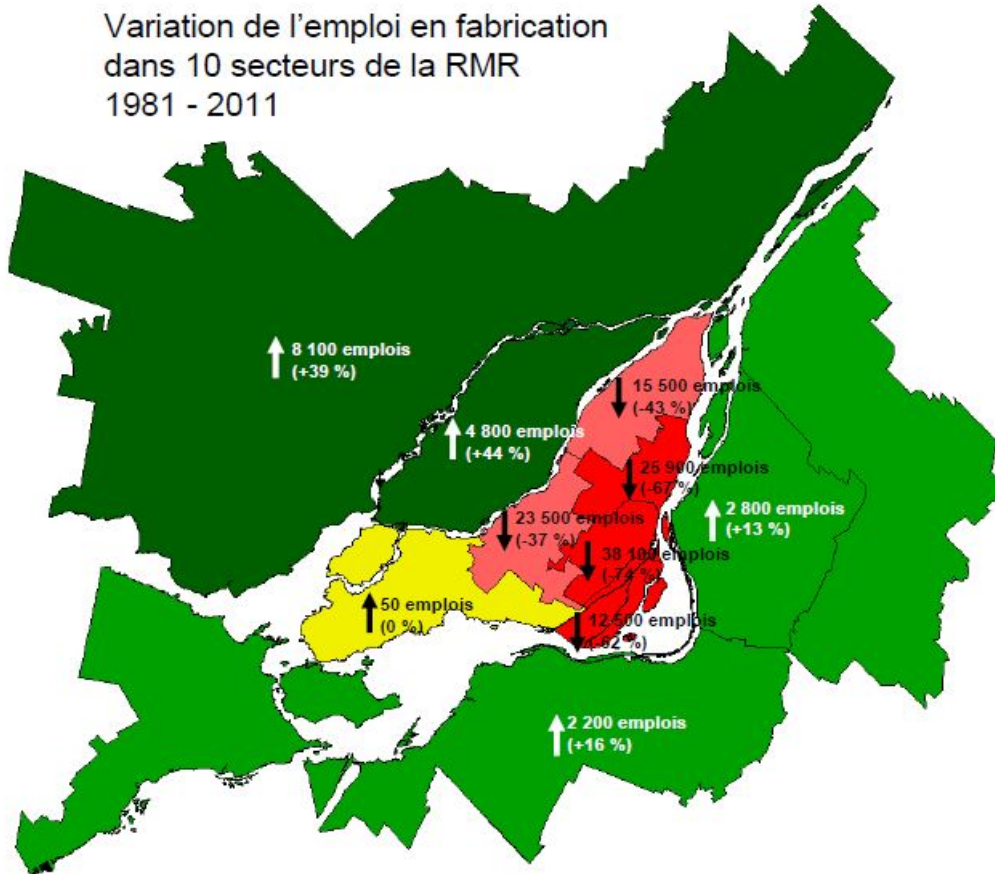 Variation de l’emploi en fabrication
dans 10 secteurs de la RMR
1981 - 2011
8 100 emplois
(+39 %)
15 500 emplois
(-43 %)
4 800 emplois
(+44 %)
25 900 emplois
(-67 %)
2 800 emplois
(+13 %)
23 500 emplois
(-37 %)
38 100 emplois
(-74 %)
50 emplois
(0 %)
12 500 emplois
(-62 %)
2 200 emplois
(+16 %)